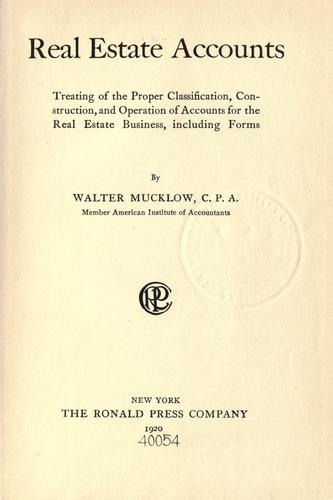 Real Estate Accounts
Treating of the Proper Classification, Con-
struction, and Operation of Accounts for the
Real Estate Business, including Forms
By
WALTER MUCKLOW, C. P. A.
Member American Institute of Accountants
RPC
NEW YORK
THE RONALD PRESS COMPANY
1920
40054